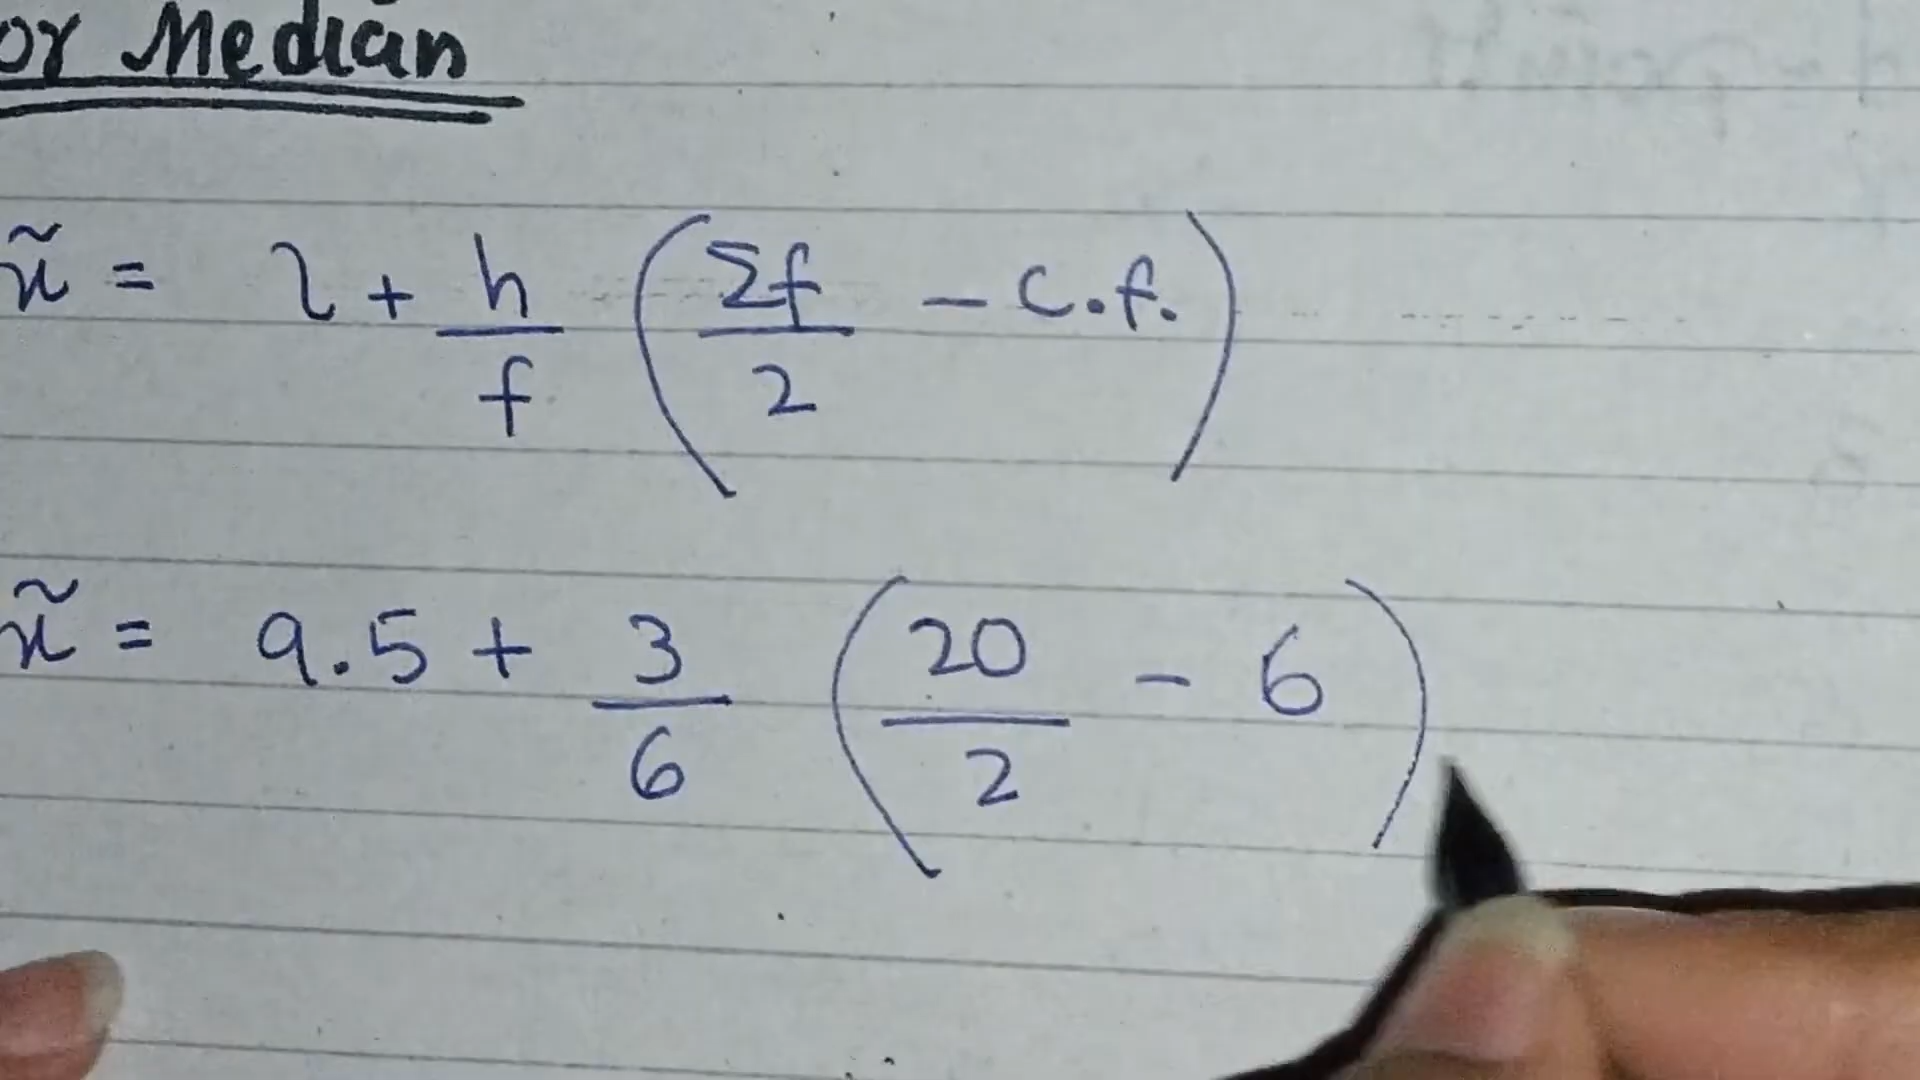 or Median
x̃ = l + h/f (Σf/2 - c.f.)
x̃ = 9.5 + 3/6 (20/2 - 6)